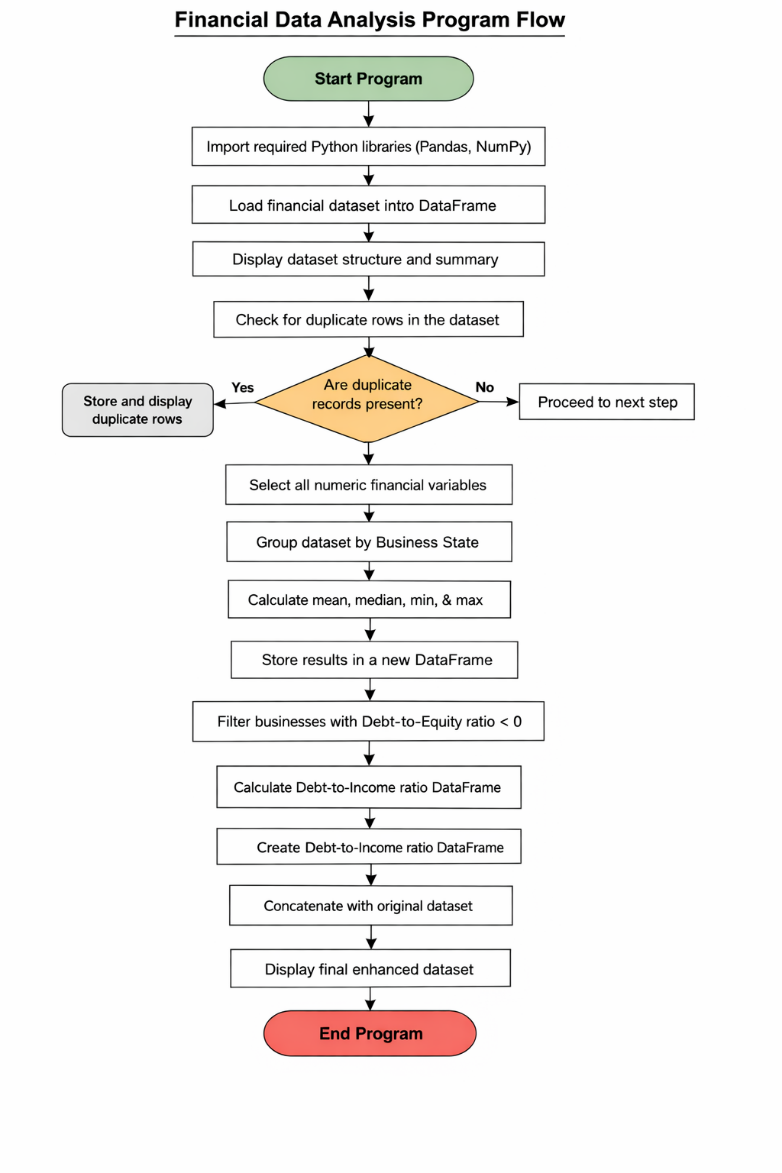 Financial Data Analysis Program Flow
Start Program
Import required Python libraries (Pandas, NumPy)
Load financial dataset intro DataFrame
Display dataset structure and summary
Check for duplicate rows in the dataset
Are duplicate
records present?
Yes
No
Store and display
duplicate rows
Proceed to next step
Select all numeric financial variables
Group dataset by Business State
Calculate mean, median, min, & max
Store results in a new DataFrame
Filter businesses with Debt-to-Equity ratio < 0
Calculate Debt-to-Income ratio DataFrame
Create Debt-to-Income ratio DataFrame
Concatenate with original dataset
Display final enhanced dataset
End Program